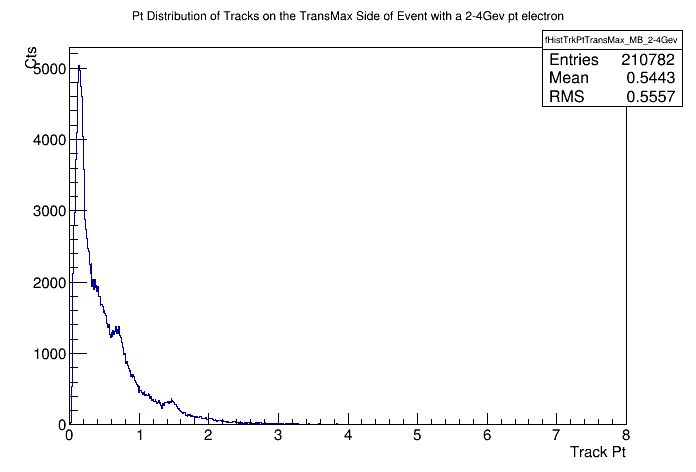 Pt Distribution of Tracks on the TransMax Side of Event with a 2-4Gev pt electron
fHistTrkPtTransMax_MB_2-4Gev
Entries 210782
Mean 0.5443
RMS 0.5557
Cts
5000
4000
3000
2000
1000
0
0 1 2 3 4 5 6 7 8
Track Pt